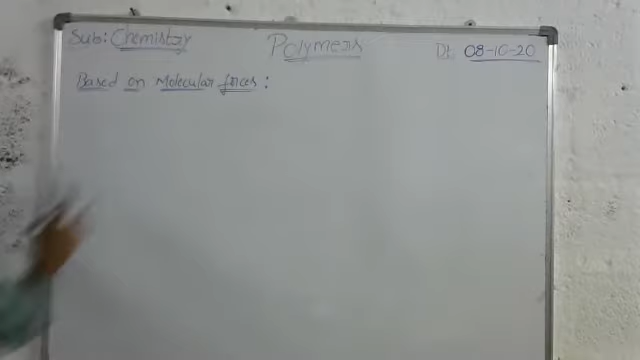 Sub: Chemistry Polymers Dt. 08-10-20
Based on Molecular forces :